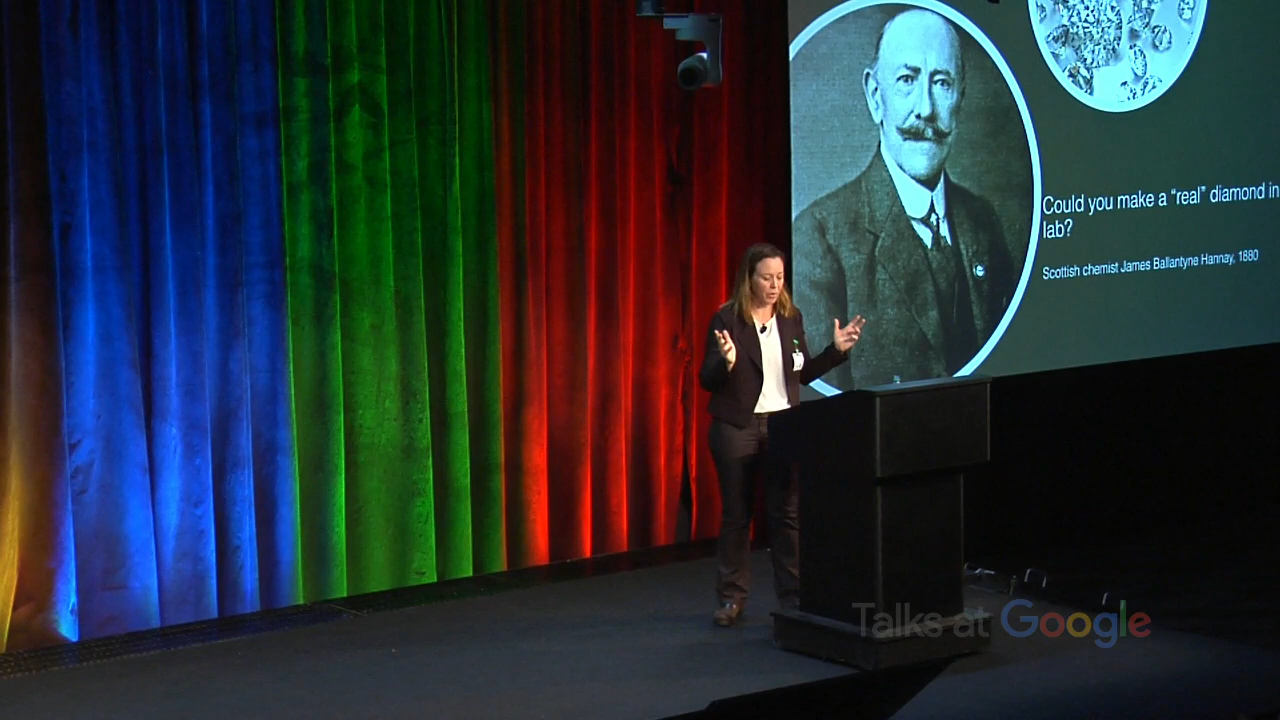 Could you make a “real” diamond in
lab?
Scottish chemist James Ballantyne Hannay, 1880
Talks at Google